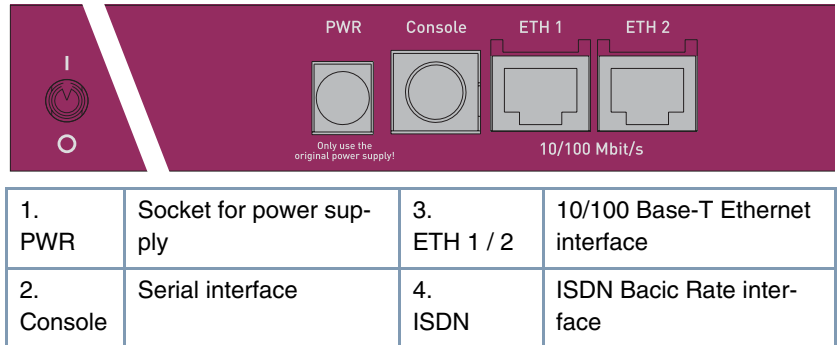 PWR Console ETH 1 ETH 2
I
O
Only use the
original power supply!
10/100 Mbit/s
1.
PWR
Socket for power sup-
ply
3.
ETH 1 / 2
10/100 Base-T Ethernet
interface
2.
Console
Serial interface
4.
ISDN
ISDN Bacic Rate inter-
face